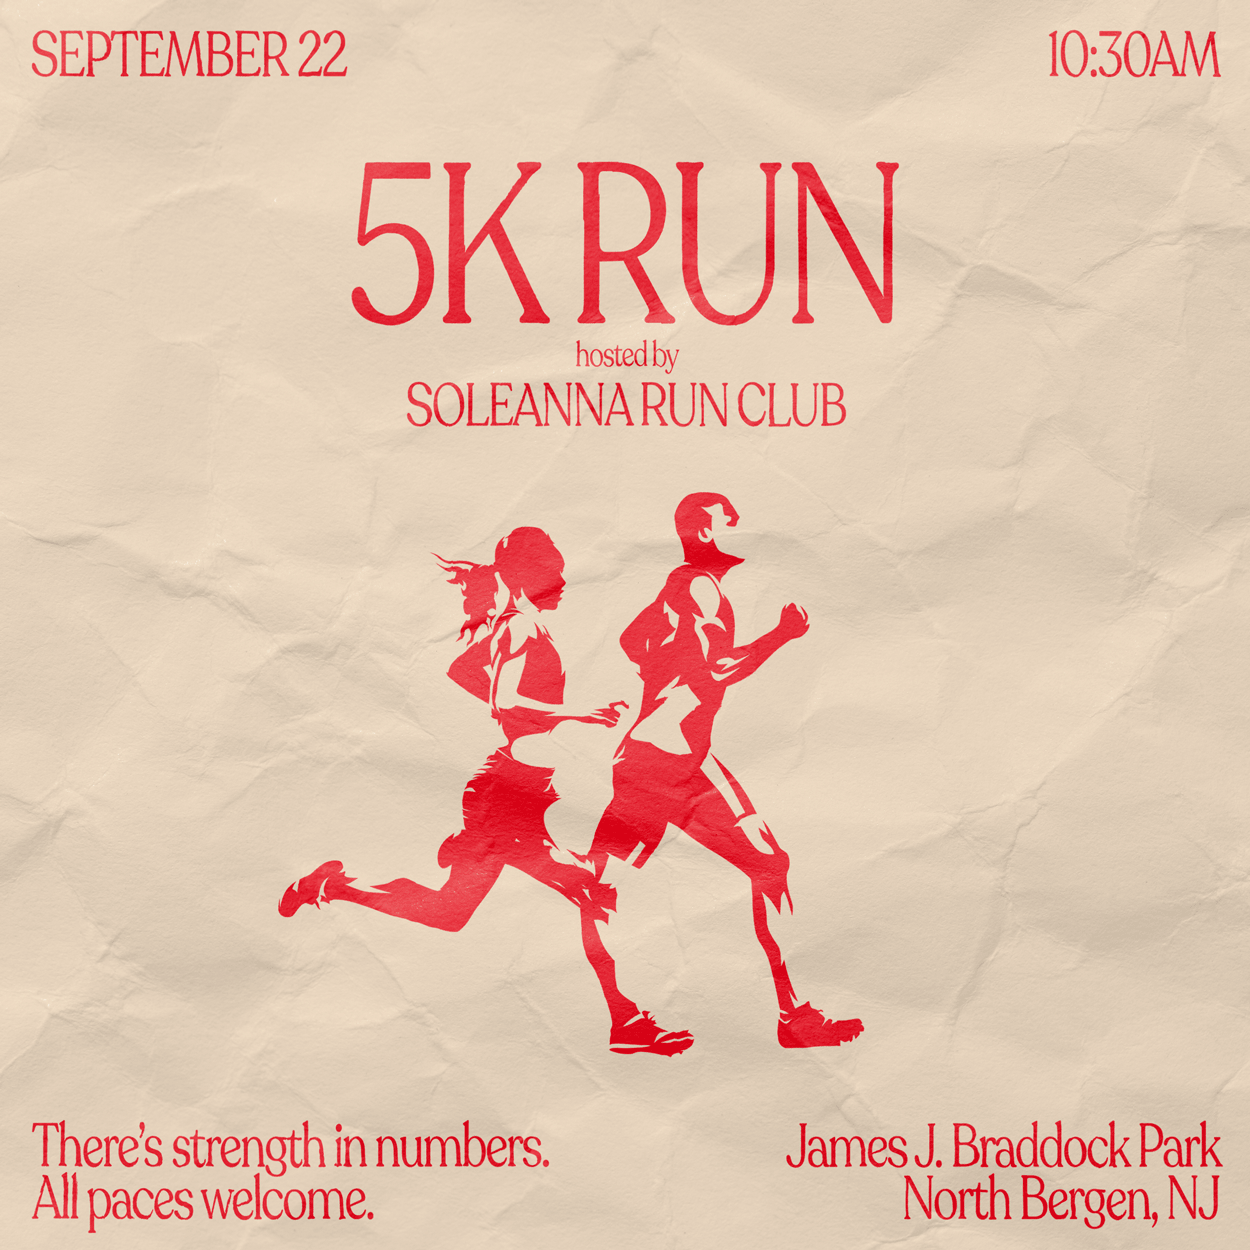 SEPTEMBER 22
10:30AM
5K RUN
hosted by
SOLEANNA RUN CLUB
There's strength in numbers.
All paces welcome.
James J. Braddock Park
North Bergen, NJ